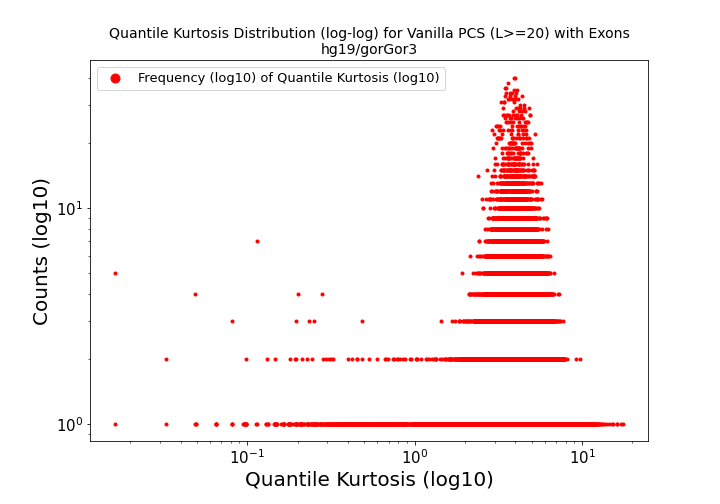 Quantile Kurtosis Distribution (log-log) for Vanilla PCS (L>=20) with Exons
hg19/gorGor3
Frequency (log10) of Quantile Kurtosis (log10)
Counts (log10)
10¹
10⁰
10⁻¹
10⁰
10¹
Quantile Kurtosis (log10)